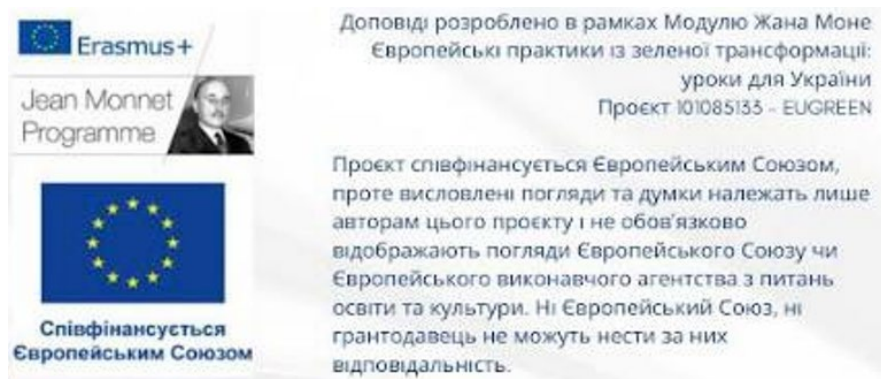 Erasmus+
Jean Monnet
Programme
Співфінансується
Європейським Союзом
Доповіді розроблено в рамках Модулю Жана Моне
Європейські практики із зеленої трансформації:
уроки для України
Проєкт 101085133 - EUGREEN
Проєкт співфінансується Європейським Союзом,
проте висловлені погляди та думки належать лише
авторам цього проєкту і не обов'язково
відображають погляди Європейського Союзу чи
Європейського виконавчого агентства з питань
освіти та культури. Ні Європейський Союз, ні
грантодавець не можуть нести за них
відповідальність.